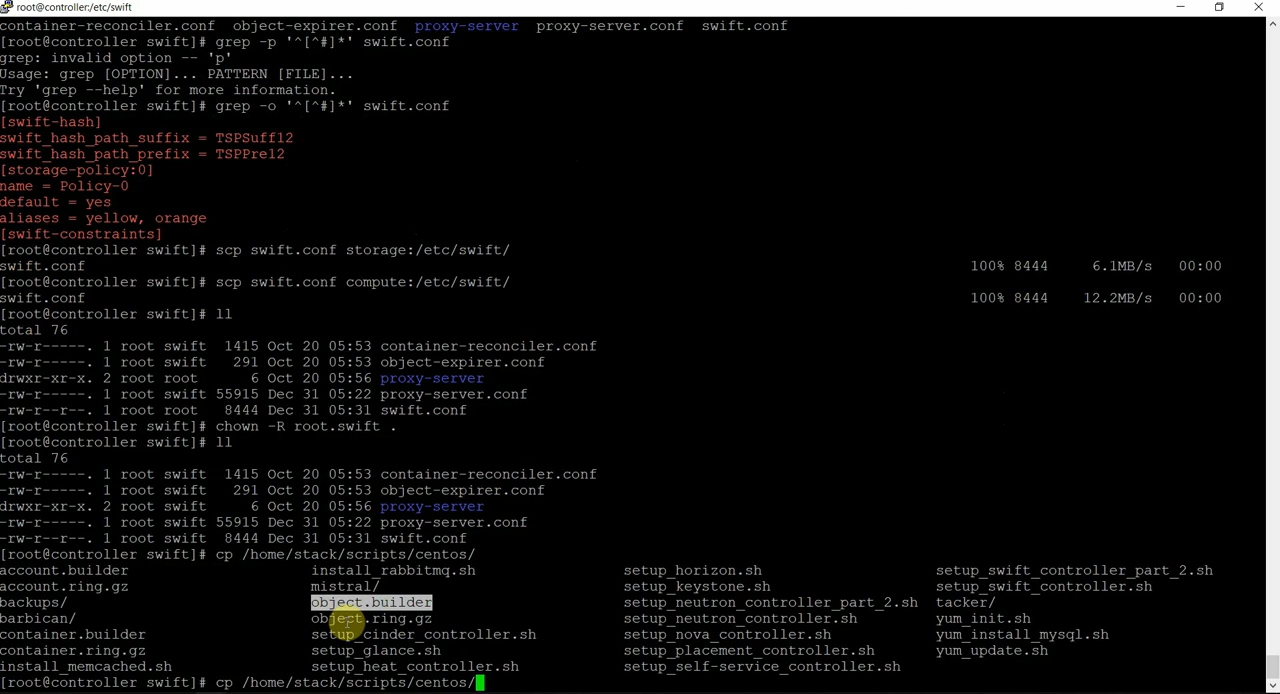 root@controller:/etc/swift
container-reconciler.conf  object-expirer.conf  proxy-server  proxy-server.conf  swift.conf
[root@controller swift]# grep -p '^[^#]*' swift.conf
grep: invalid option -- 'p'
Usage: grep [OPTION]... PATTERN [FILE]...
Try 'grep --help' for more information.
[root@controller swift]# grep -o '^[^#]*' swift.conf
[swift-hash]
swift_hash_path_suffix = TSPSuff12
swift_hash_path_prefix = TSPPre12
[storage-policy:0]
name = Policy-0
default = yes
aliases = yellow, orange
[swift-constraints]
[root@controller swift]# scp swift.conf storage:/etc/swift/
swift.conf 100% 8444 6.1MB/s 00:00
[root@controller swift]# scp swift.conf compute:/etc/swift/
swift.conf 100% 8444 12.2MB/s 00:00
[root@controller swift]# ll
total 76
-rw-r-----. 1 root swift  1415 Oct 20 05:53 container-reconciler.conf
-rw-r-----. 1 root swift   291 Oct 20 05:53 object-expirer.conf
drwxr-xr-x. 2 root root      6 Oct 20 05:56 proxy-server
-rw-r-----. 1 root swift 55915 Dec 31 05:22 proxy-server.conf
-rw-r--r--. 1 root root   8444 Dec 31 05:31 swift.conf
[root@controller swift]# chown -R root.swift .
[root@controller swift]# ll
total 76
-rw-r-----. 1 root swift  1415 Oct 20 05:53 container-reconciler.conf
-rw-r-----. 1 root swift   291 Oct 20 05:53 object-expirer.conf
drwxr-xr-x. 2 root swift     6 Oct 20 05:56 proxy-server
-rw-r-----. 1 root swift 55915 Dec 31 05:22 proxy-server.conf
-rw-r--r--. 1 root swift  8444 Dec 31 05:31 swift.conf
[root@controller swift]# cp /home/stack/scripts/centos/
account.builder install_rabbitmq.sh setup_horizon.sh setup_swift_controller_part_2.sh
account.ring.gz mistral/ setup_keystone.sh setup_swift_controller.sh
backups/ object.builder setup_neutron_controller_part_2.sh tacker/
barbican/ object.ring.gz setup_neutron_controller.sh yum_init.sh
container.builder setup_cinder_controller.sh setup_nova_controller.sh yum_install_mysql.sh
container.ring.gz setup_glance.sh setup_placement_controller.sh yum_update.sh
install_memcached.sh setup_heat_controller.sh setup_self-service_controller.sh
[root@controller swift]# cp /home/stack/scripts/centos/